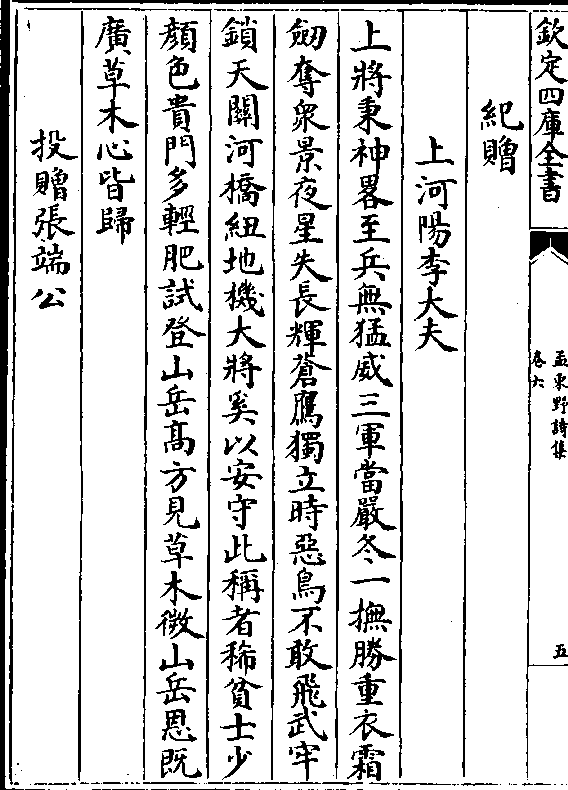 欽定四庫全書
孟東野詩集
卷六
五
紀贈
上河陽李大夫
上將秉神畧至兵無猛威三軍當嚴冬一撫勝重衣霜
劒奪衆景夜星失長輝蒼鷹獨立時惡鳥不敢飛武牢
鎖天關河橋紐地機大將奚以安守此稱者稀貧士少
顔色貴門多輕肥試登山岳高方見草木微山岳恩既
廣草木心皆歸
投贈張端公